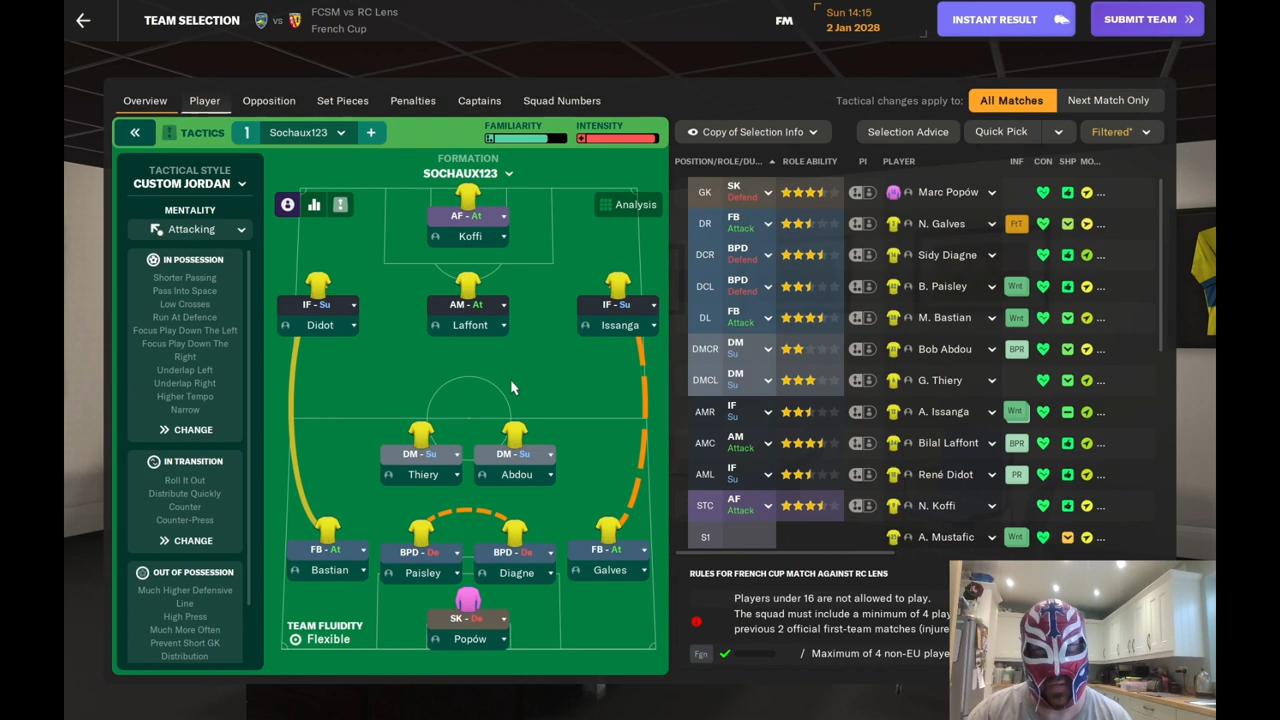 TEAM SELECTION
FCSM vs RC Lens
French Cup
FM
Sun 14:15
2 Jan 2028
INSTANT RESULT
SUBMIT TEAM
Overview Player Opposition Set Pieces Penalties Captains Squad Numbers
Tactical changes apply to: All Matches Next Match Only
TACTICS 1 Sochaux123 +
FAMILIARITY INTENSITY
Copy of Selection Info Selection Advice Quick Pick Filtered*
TACTICAL STYLE
CUSTOM JORDAN
MENTALITY
Attacking
IN POSSESSION
Shorter Passing
Pass Into Space
Low Crosses
Run At Defence
Focus Play Down The Left
Focus Play Down The
Right
Underlap Left
Underlap Right
Higher Tempo
Narrow
CHANGE
IN TRANSITION
Roll It Out
Distribute Quickly
Counter
Counter-Press
CHANGE
OUT OF POSSESSION
Much Higher Defensive
Line
High Press
Much More Often
Prevent Short GK
Distribution
FORMATION
SOCHAUX123
Analysis
AF - At
Koffi
IF - Su AM - At IF - Su
Didot Laffont Issanga
DM - Su DM - Su
Thiery Abdou
FB - At BPD - De BPD - De FB - At
Bastian Paisley Diagne Galves
SK - De
Popów
TEAM FLUIDITY
Flexible
POSITION/ROLE/DU... ROLE ABILITY PI PLAYER INF CON SHP MO...
GK SK Defend Marc Popów ...
DR FB Attack N. Galves PtT ...
DCR BPD Defend Sidy Diagne ...
DCL BPD Defend B. Paisley Wnt ...
DL FB Attack M. Bastian Wnt ...
DMCR DM Su Bob Abdou BPR ...
DMCL DM Su G. Thiery ...
AMR IF Su A. Issanga Wnt ...
AMC AM Attack Bilal Laffont BPR ...
AML IF Su René Didot PR ...
STC AF Attack N. Koffi ...
S1 A. Mustafic Wnt ...
RULES FOR FRENCH CUP MATCH AGAINST RC LENS
Players under 16 are not allowed to play.
The squad must include a minimum of 4 play
previous 2 official first-team matches (injure
Fgn / Maximum of 4 non-EU playe